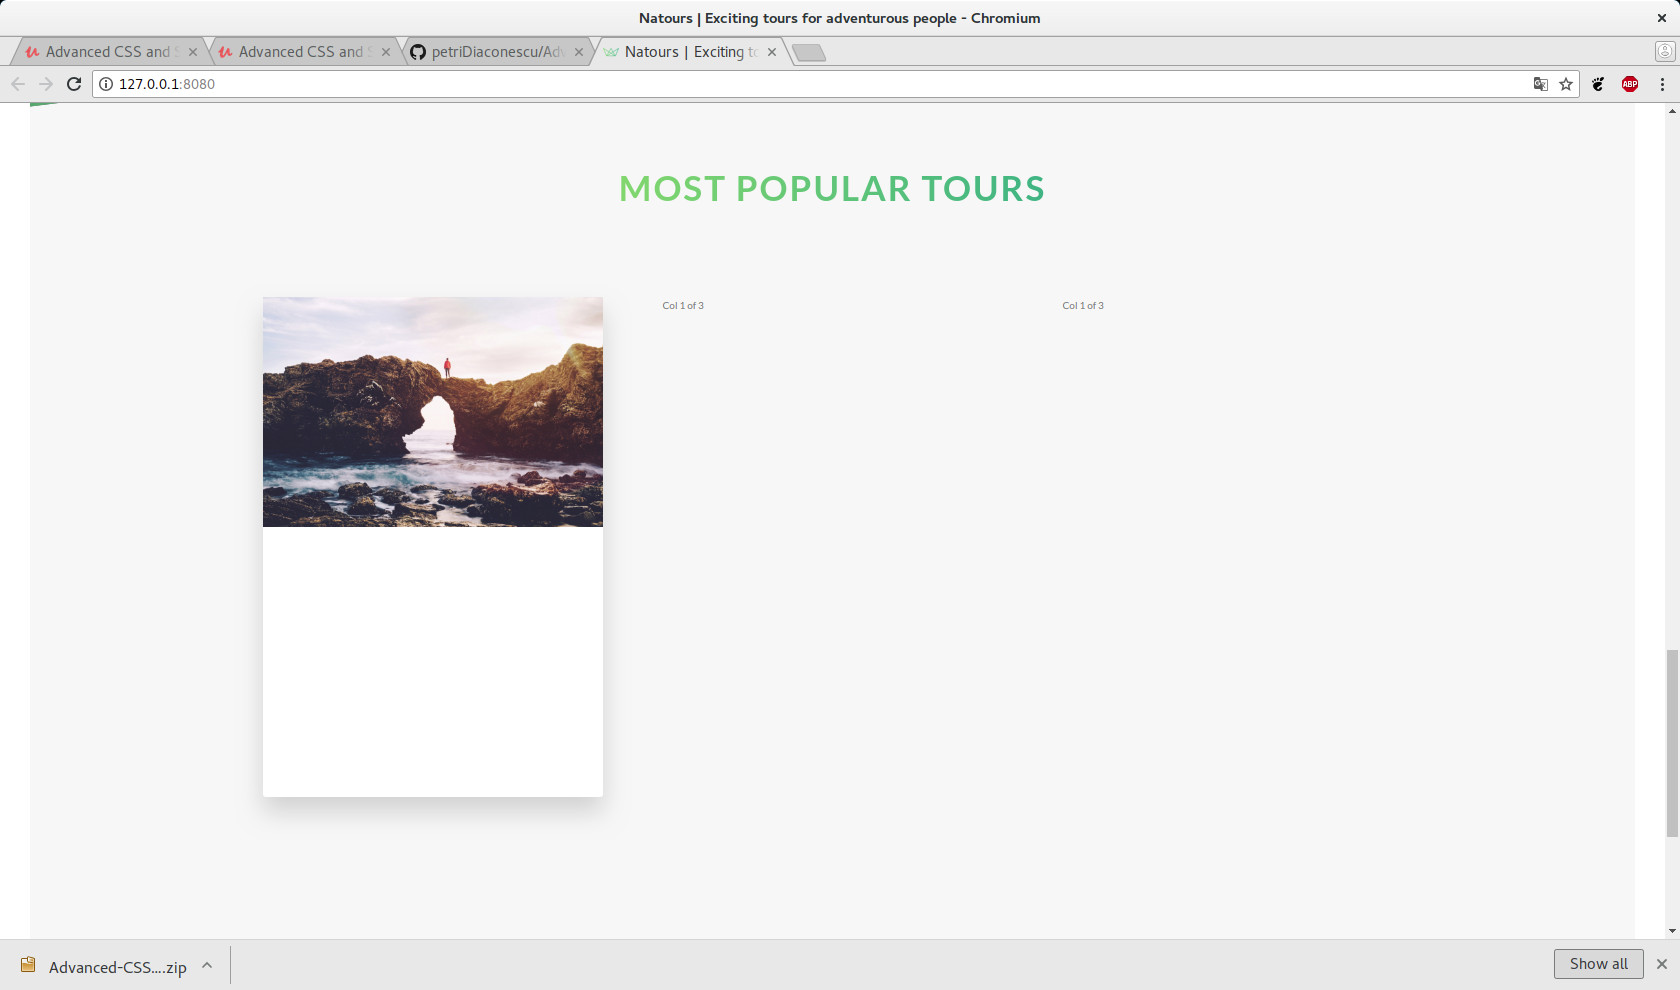 Natours | Exciting tours for adventurous people - Chromium
Advanced CSS and S
Advanced CSS and S
petriDiaconescu/Adv
Natours | Exciting to
127.0.0.1:8080
ABP
MOST POPULAR TOURS
Col 1 of 3
Col 1 of 3
Advanced-CSS....zip
Show all